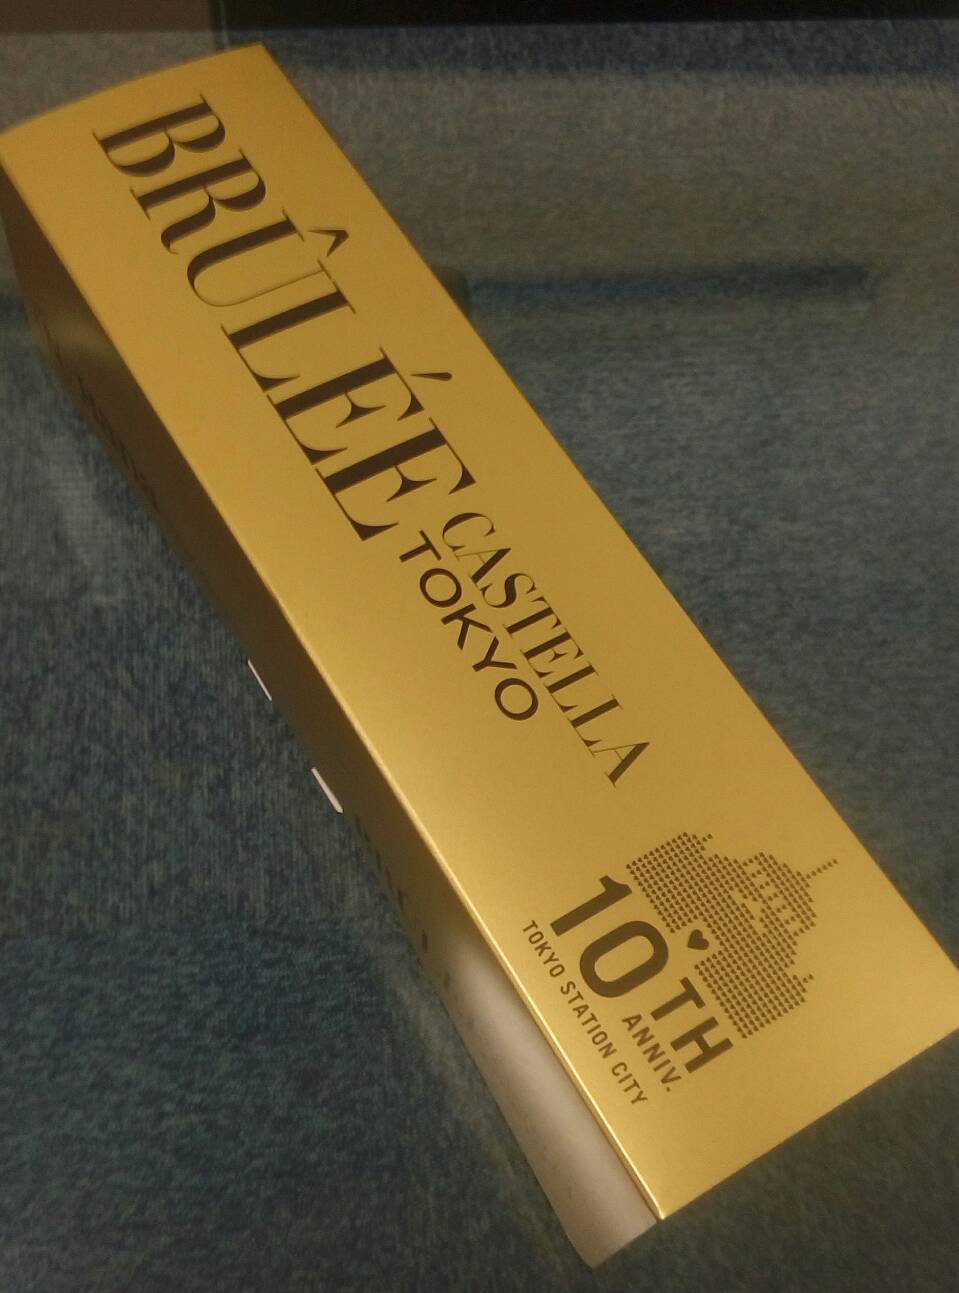 BRÛLÉE
CASTELLA
TOKYO
10TH
ANNIV.
TOKYO STATION CITY